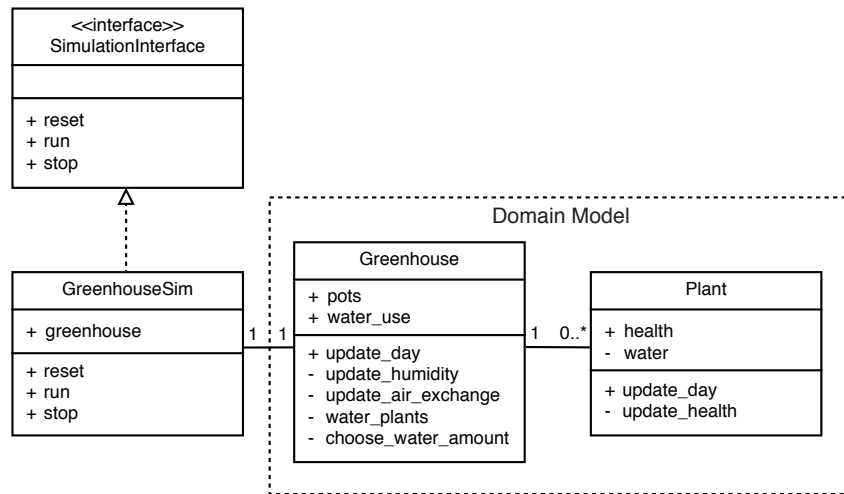 <<interface>>
SimulationInterface
+ reset
+ run
+ stop
Domain Model
GreenhouseSim
+ greenhouse
+ reset
+ run
+ stop
1
1
Greenhouse
+ pots
+ water_use
+ update_day
- update_humidity
- update_air_exchange
- water_plants
- choose_water_amount
1
0..*
Plant
+ health
- water
+ update_day
- update_health